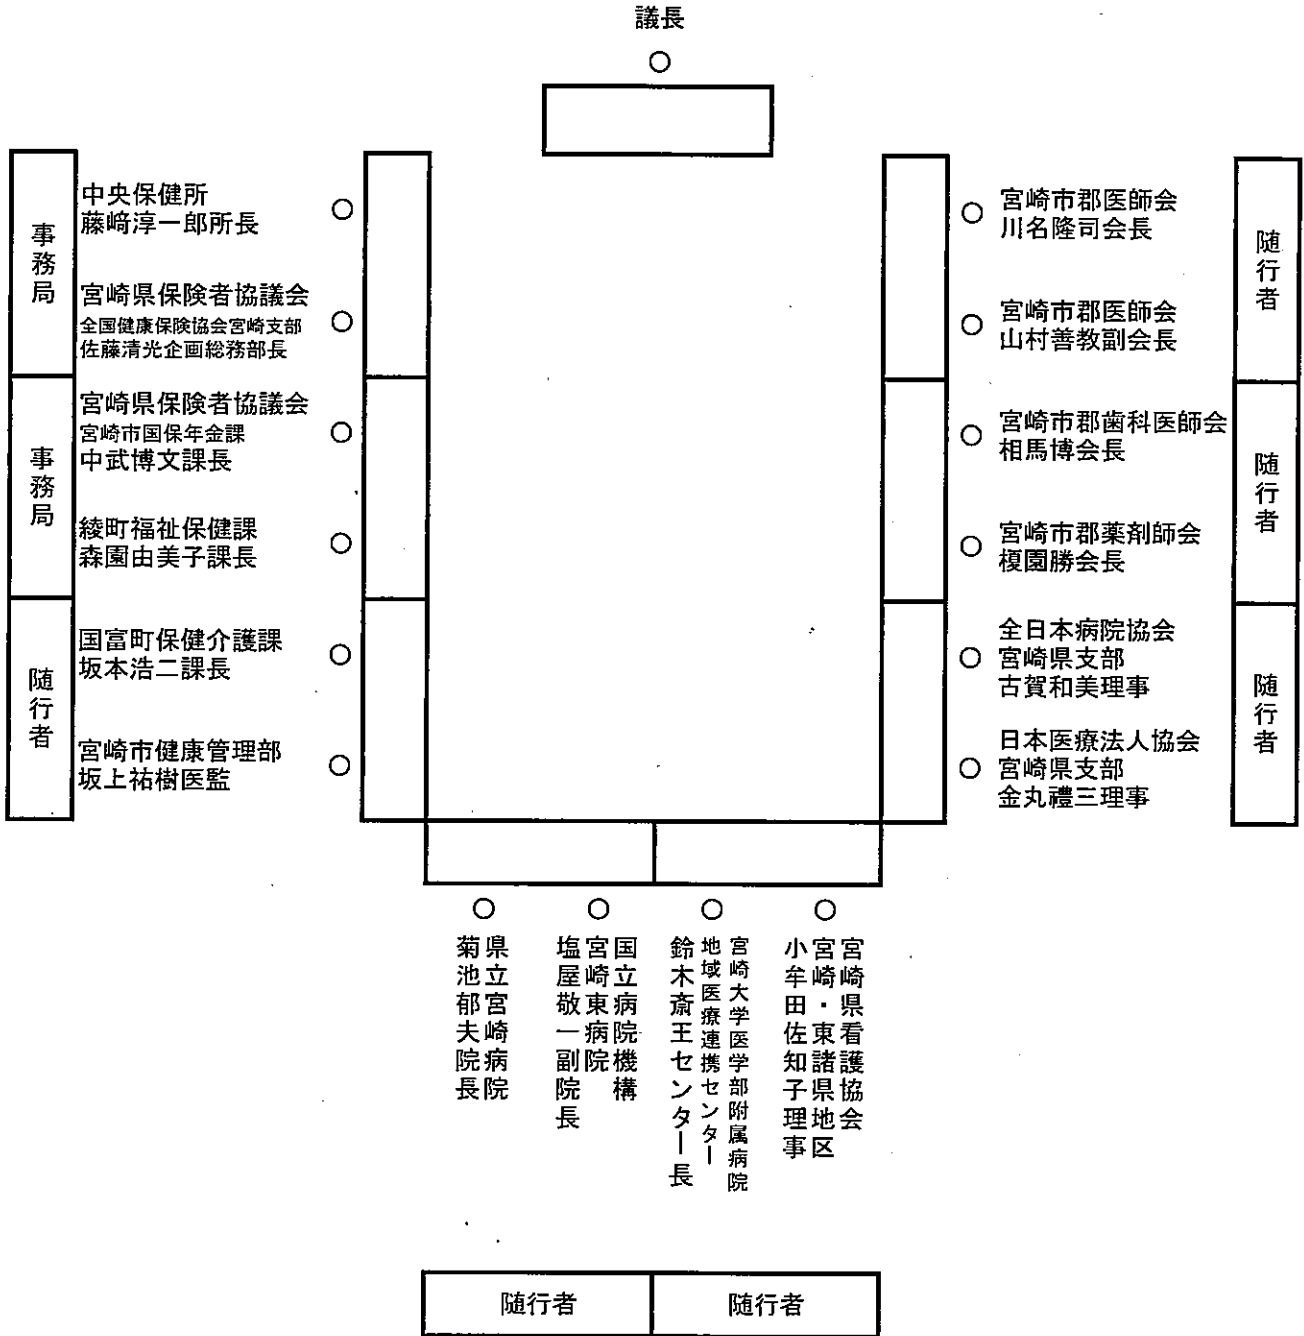 議長
事務局
事務局
随行者
中央保健所
藤﨑淳一郎所長
宮崎県保険者協議会
全国健康保険協会宮崎支部
佐藤清光企画総務部長
宮崎県保険者協議会
宮崎市国保年金課
中武博文課長
綾町福祉保健課
森園由美子課長
国富町保健介護課
坂本浩二課長
宮崎市健康管理部
坂上祐樹医監
宮崎市郡医師会
川名隆司会長
宮崎市郡医師会
山村善教副会長
宮崎市郡歯科医師会
相馬博会長
宮崎市郡薬剤師会
榎園勝会長
全日本病院協会
宮崎県支部
古賀和美理事
日本医療法人協会
宮崎県支部
金丸禮三理事
随行者
随行者
随行者
県立宮崎病院
菊池郁夫院長
国立病院機構
宮崎東病院
塩屋敬一副院長
宮崎大学医学部附属病院
地域医療連携センター
鈴木斎王センター長
宮崎県看護協会
宮崎・東諸県地区
小牟田佐知子理事
随行者
随行者